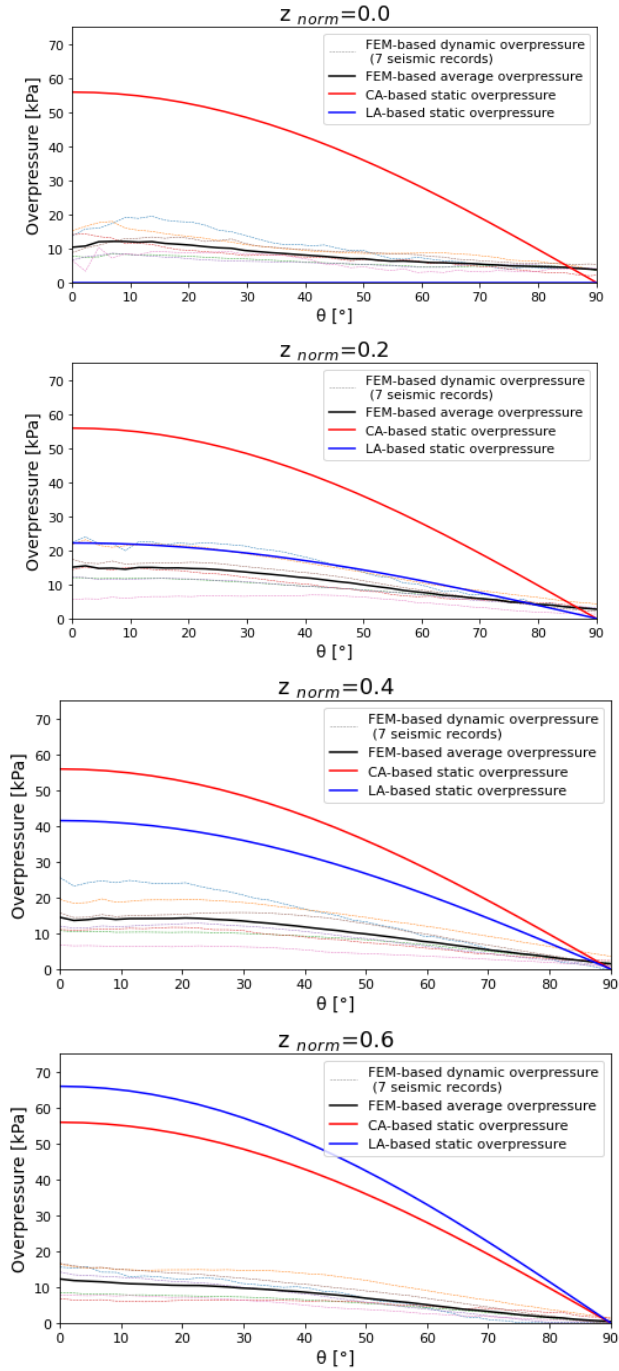 z norm=0.0
Overpressure [kPa]
70
60
50
40
30
20
10
0
FEM-based dynamic overpressure
(7 seismic records)
FEM-based average overpressure
CA-based static overpressure
LA-based static overpressure
0 10 20 30 40 50 60 70 80 90
θ [°]
z norm=0.2
Overpressure [kPa]
70
60
50
40
30
20
10
0
FEM-based dynamic overpressure
(7 seismic records)
FEM-based average overpressure
CA-based static overpressure
LA-based static overpressure
0 10 20 30 40 50 60 70 80 90
θ [°]
z norm=0.4
Overpressure [kPa]
70
60
50
40
30
20
10
0
FEM-based dynamic overpressure
(7 seismic records)
FEM-based average overpressure
CA-based static overpressure
LA-based static overpressure
0 10 20 30 40 50 60 70 80 90
θ [°]
z norm=0.6
Overpressure [kPa]
70
60
50
40
30
20
10
0
FEM-based dynamic overpressure
(7 seismic records)
FEM-based average overpressure
CA-based static overpressure
LA-based static overpressure
0 10 20 30 40 50 60 70 80 90
θ [°]